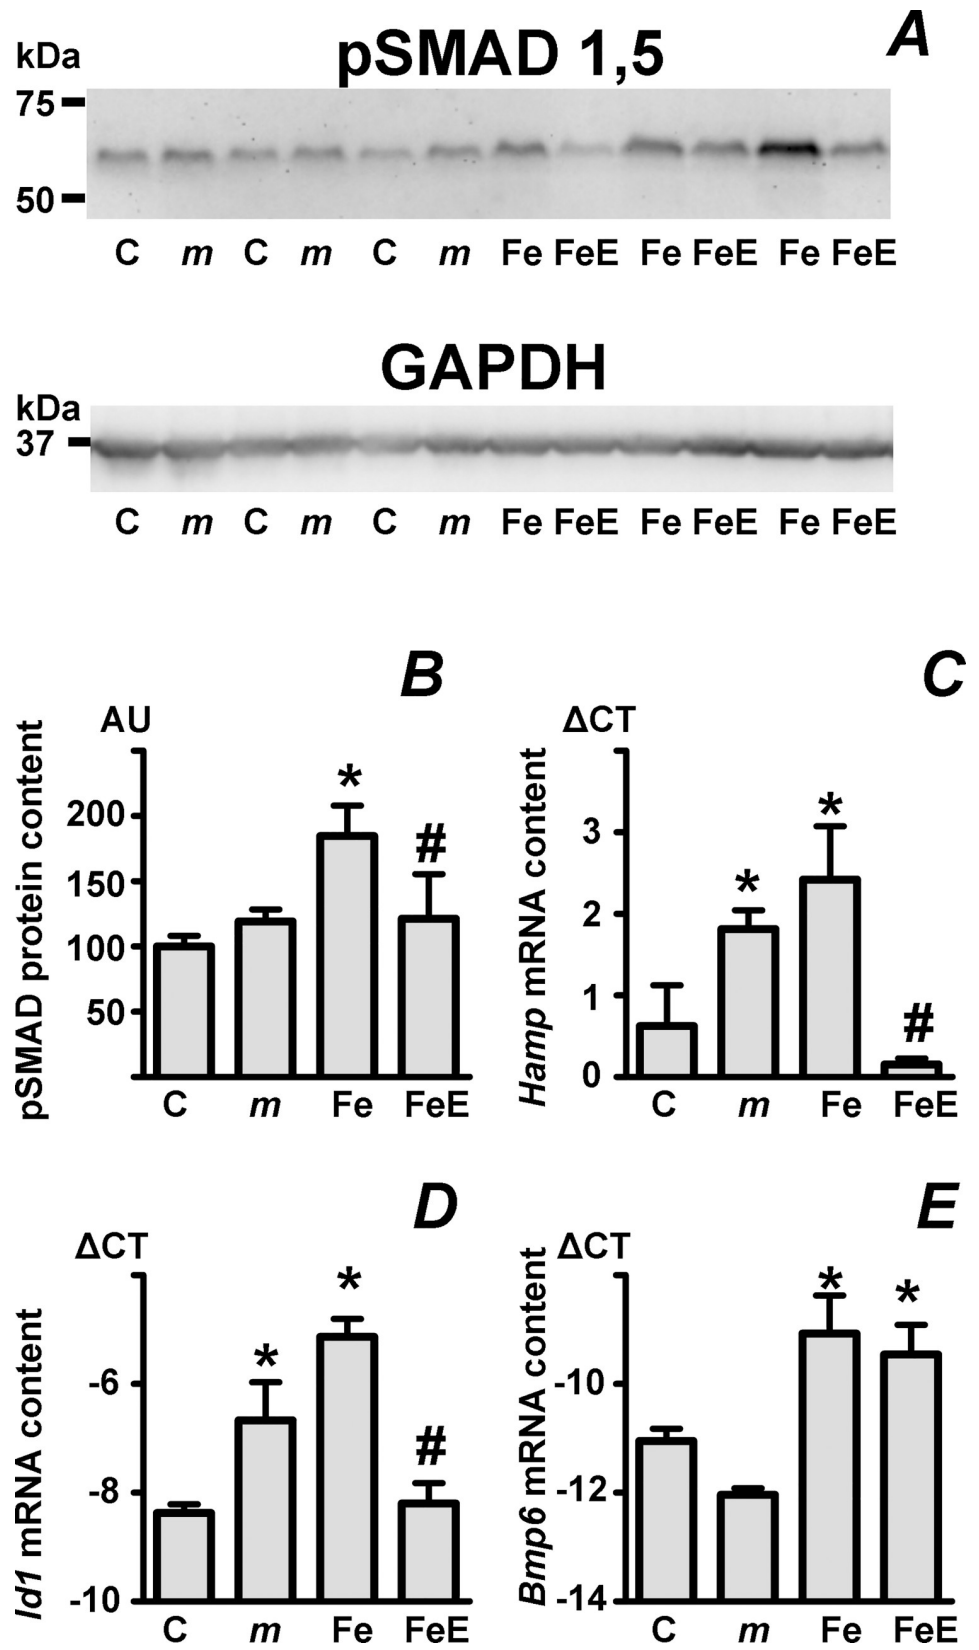 pSMAD 1,5
A
kDa
75
50
C m C m C m Fe FeE Fe FeE Fe FeE
GAPDH
kDa
37
C m C m C m Fe FeE Fe FeE Fe FeE
B
AU
pSMAD protein content
200
150
100
50
* #
C m Fe FeE
C
ΔCT
Hamp mRNA content
3
2
1
0
* * #
C m Fe FeE
D
ΔCT
Id1 mRNA content
-6
-8
-10
* * #
C m Fe FeE
E
ΔCT
Bmp6 mRNA content
-10
-12
-14
* *
C m Fe FeE